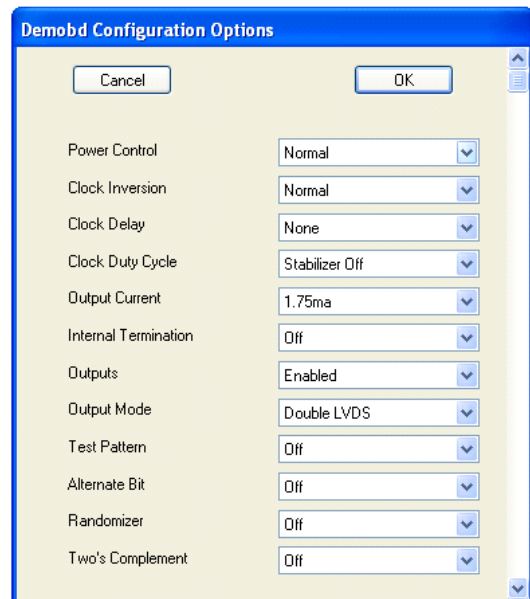 Demobd Configuration Options
Cancel OK
Power Control Normal
Clock Inversion Normal
Clock Delay None
Clock Duty Cycle Stabilizer Off
Output Current 1.75ma
Internal Termination Off
Outputs Enabled
Output Mode Double LVDS
Test Pattern Off
Alternate Bit Off
Randomizer Off
Two's Complement Off